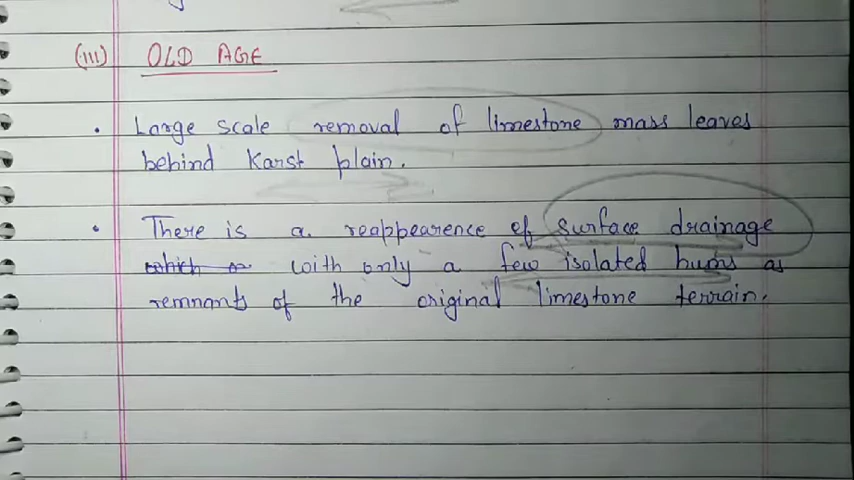 (iii) OLD AGE
• Large scale removal of limestone mass leaves
behind Karst plain.
• There is a reappearence of surface drainage
which with only a few isolated hums as
remnants of the original limestone terrain.